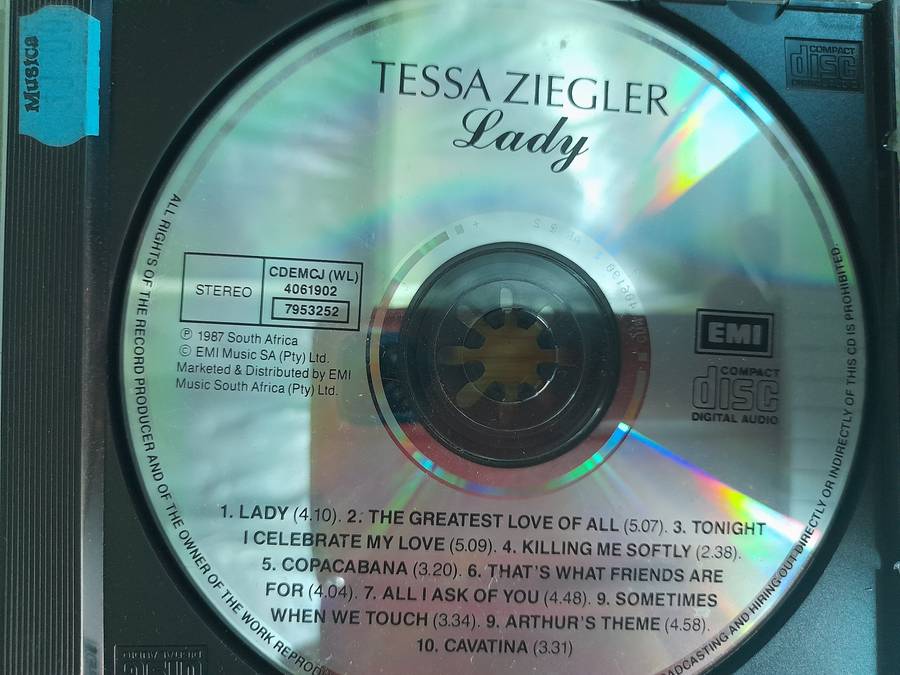 Musica
COMPACT
disc
TESSA ZIEGLER
Lady
STEREO
CDEMCJ (WL)
4061902
7953252
℗ 1987 South Africa
© EMI Music SA (Pty) Ltd.
Marketed & Distributed by EMI
Music South Africa (Pty) Ltd.
EMI
COMPACT
disc
DIGITAL AUDIO
1. LADY (4.10). 2. THE GREATEST LOVE OF ALL (5.07). 3. TONIGHT
I CELEBRATE MY LOVE (5.09). 4. KILLING ME SOFTLY (2.38).
5. COPACABANA (3.20). 6. THAT'S WHAT FRIENDS ARE
FOR (4.04). 7. ALL I ASK OF YOU (4.48). 9. SOMETIMES
WHEN WE TOUCH (3.34). 9. ARTHUR'S THEME (4.58).
10. CAVATINA (3.31)
ALL RIGHTS OF THE RECORD PRODUCER AND OF THE OWNER OF THE WORK REPROD
ADCASTING AND HIRING OUT DIRECTLY OR INDIRECTLY OF THIS CD IS PROHIBITED.